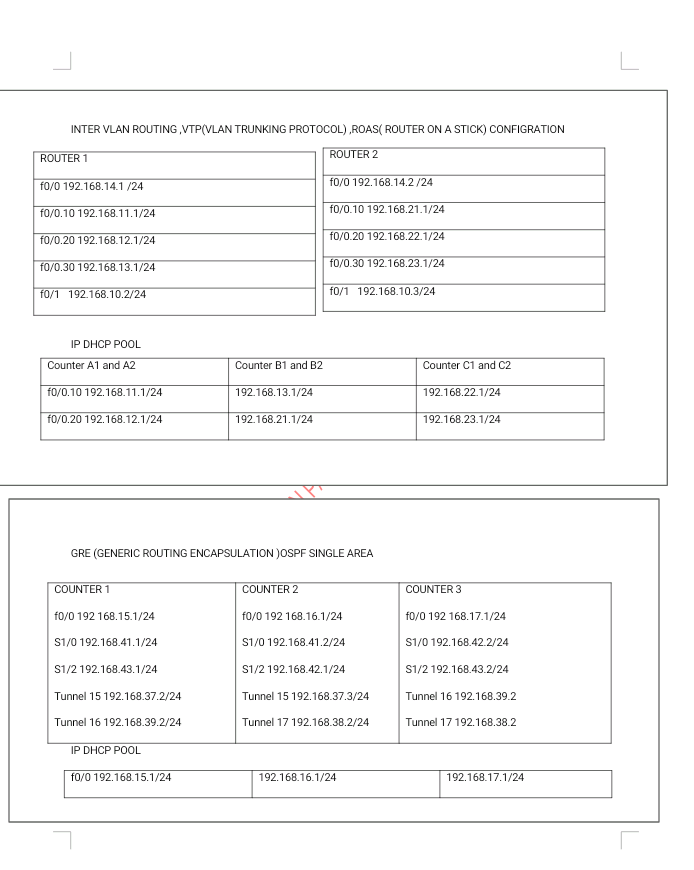 INTER VLAN ROUTING ,VTP(VLAN TRUNKING PROTOCOL) ,ROAS( ROUTER ON A STICK) CONFIGRATION
ROUTER 1
f0/0 192.168.14.1 /24
f0/0.10 192.168.11.1/24
f0/0.20 192.168.12.1/24
f0/0.30 192.168.13.1/24
f0/1 192.168.10.2/24
ROUTER 2
f0/0 192.168.14.2 /24
f0/0.10 192.168.21.1/24
f0/0.20 192.168.22.1/24
f0/0.30 192.168.23.1/24
f0/1 192.168.10.3/24
IP DHCP POOL
Counter A1 and A2 Counter B1 and B2 Counter C1 and C2
f0/0.10 192.168.11.1/24 192.168.13.1/24 192.168.22.1/24
f0/0.20 192.168.12.1/24 192.168.21.1/24 192.168.23.1/24
GRE (GENERIC ROUTING ENCAPSULATION )OSPF SINGLE AREA
COUNTER 1 COUNTER 2 COUNTER 3
f0/0 192 168.15.1/24 f0/0 192.168.16.1/24 f0/0 192.168.17.1/24
S1/0 192.168.41.1/24 S1/0 192.168.41.2/24 S1/0 192.168.42.2/24
S1/2 192.168.43.1/24 S1/2 192.168.42.1/24 S1/2 192.168.43.2/24
Tunnel 15 192.168.37.2/24 Tunnel 15 192.168.37.3/24 Tunnel 16 192.168.39.2
Tunnel 16 192.168.39.2/24 Tunnel 17 192.168.38.2/24 Tunnel 17 192.168.38.2
IP DHCP POOL
f0/0 192.168.15.1/24 192.168.16.1/24 192.168.17.1/24